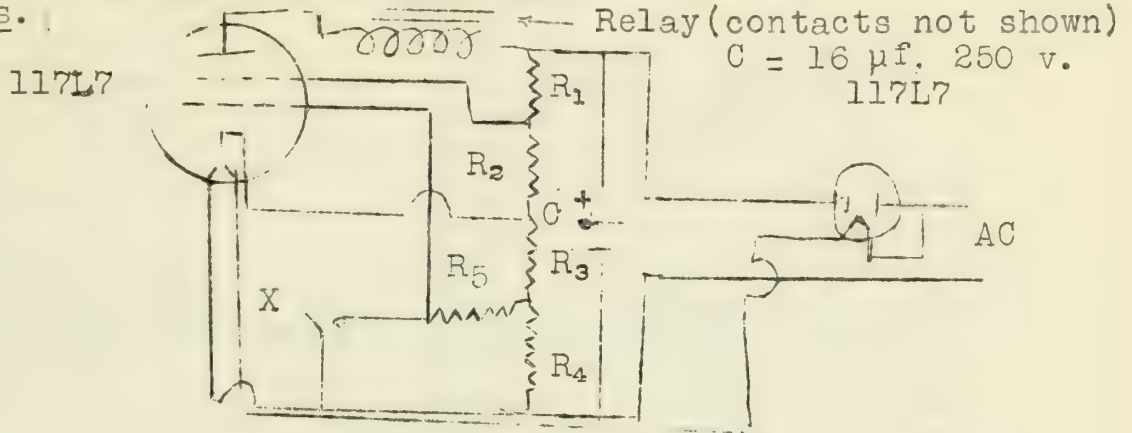 s.
Relay(contacts not shown)
C = 16 µf, 250 v.
117L7
117L7
R₁
R₂
C +
AC
R₃
R₅
X
R₄